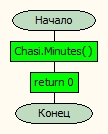 Начало
Chasi.Minutes( )
return 0
Конец